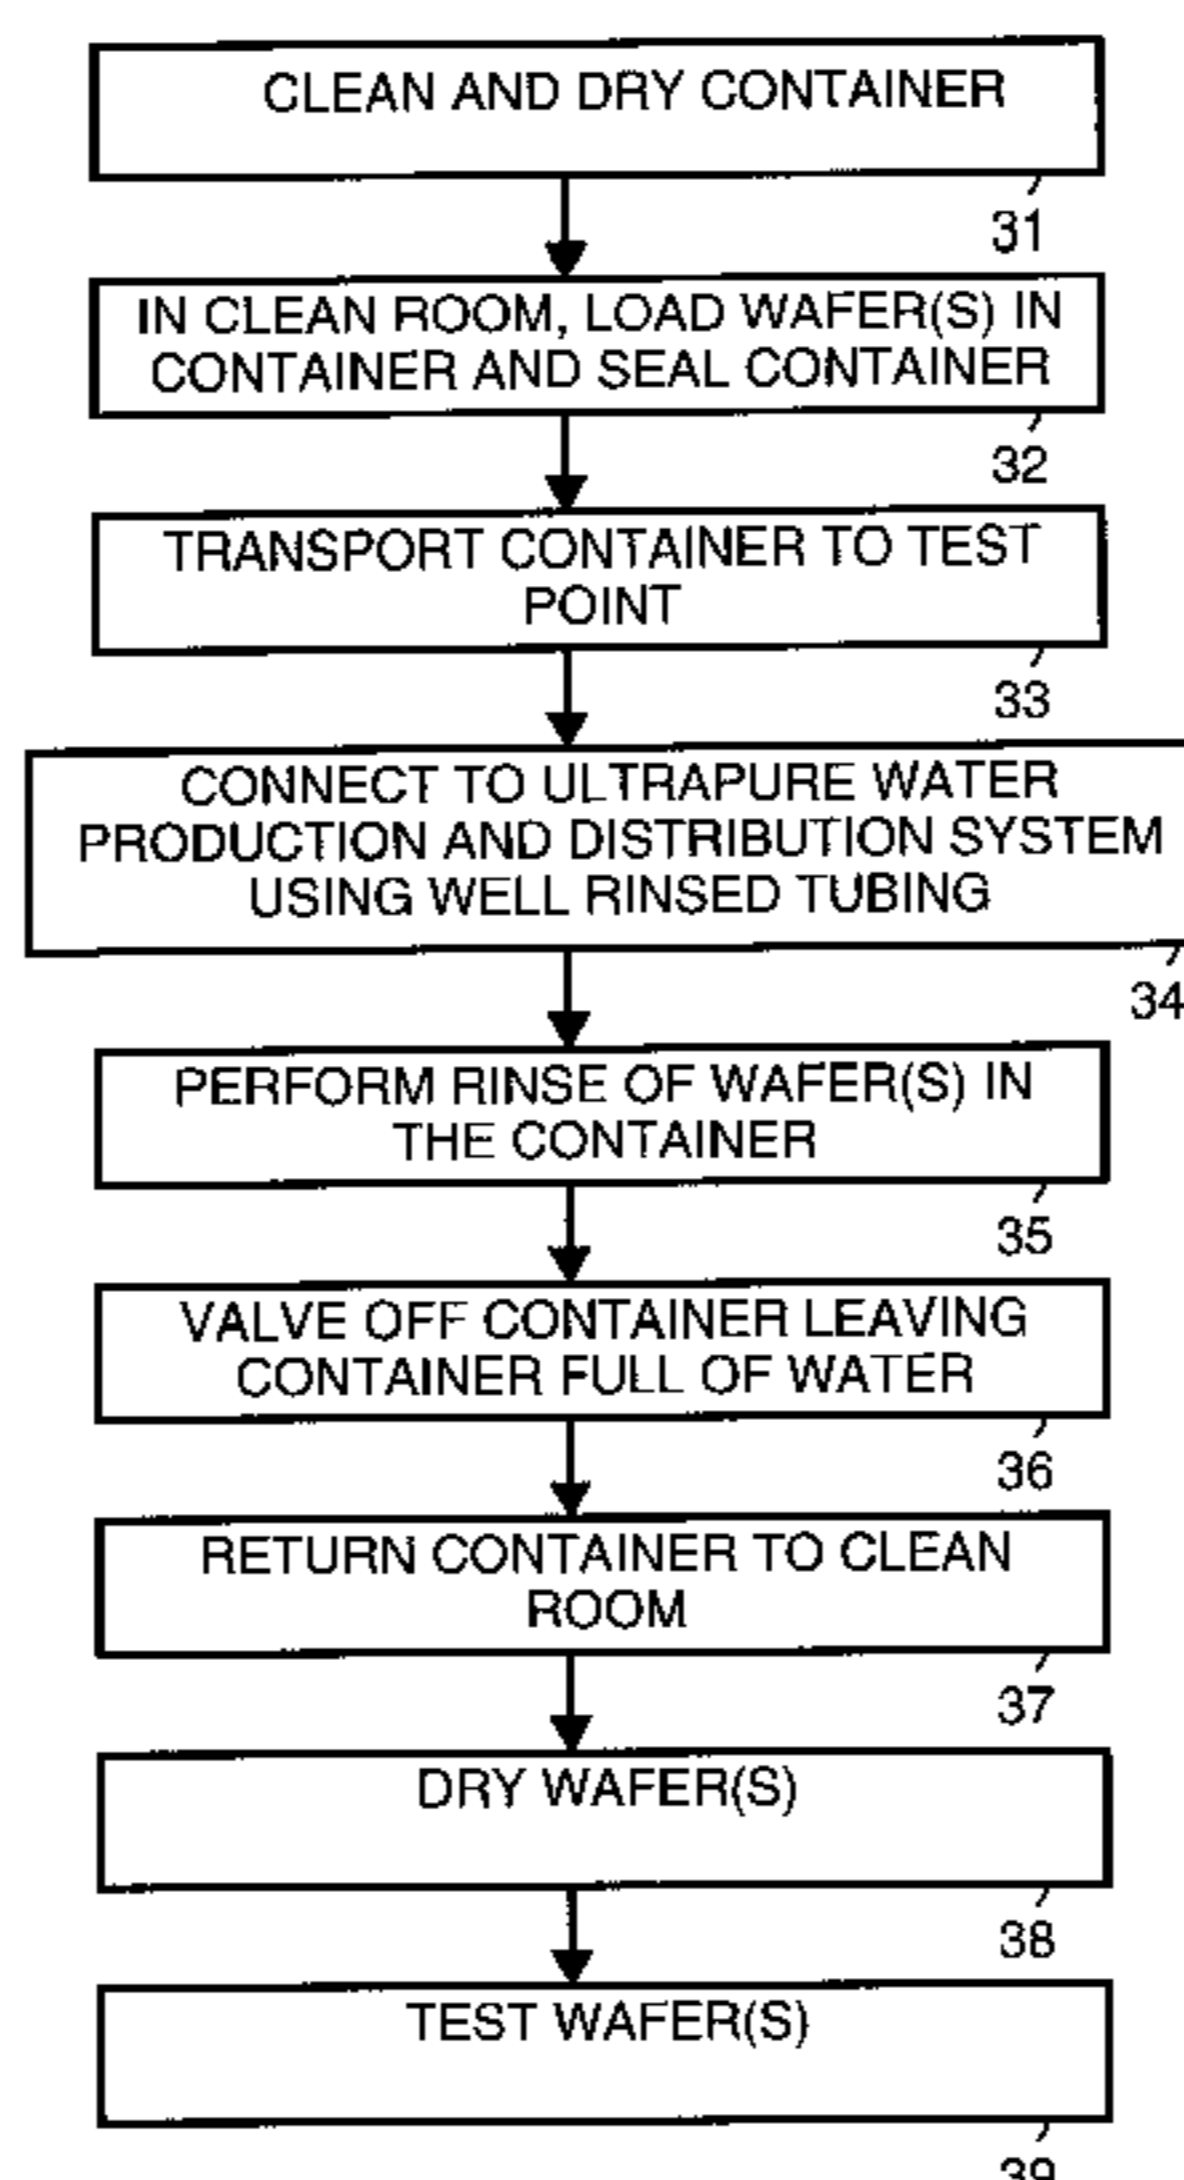 CLEAN AND DRY CONTAINER
31
IN CLEAN ROOM, LOAD WAFER(S) IN
CONTAINER AND SEAL CONTAINER
32
TRANSPORT CONTAINER TO TEST
POINT
33
CONNECT TO ULTRAPURE WATER
PRODUCTION AND DISTRIBUTION SYSTEM
USING WELL RINSED TUBING
34
PERFORM RINSE OF WAFER(S) IN
THE CONTAINER
35
VALVE OFF CONTAINER LEAVING
CONTAINER FULL OF WATER
36
RETURN CONTAINER TO CLEAN
ROOM
37
DRY WAFER(S)
38
TEST WAFER(S)
39